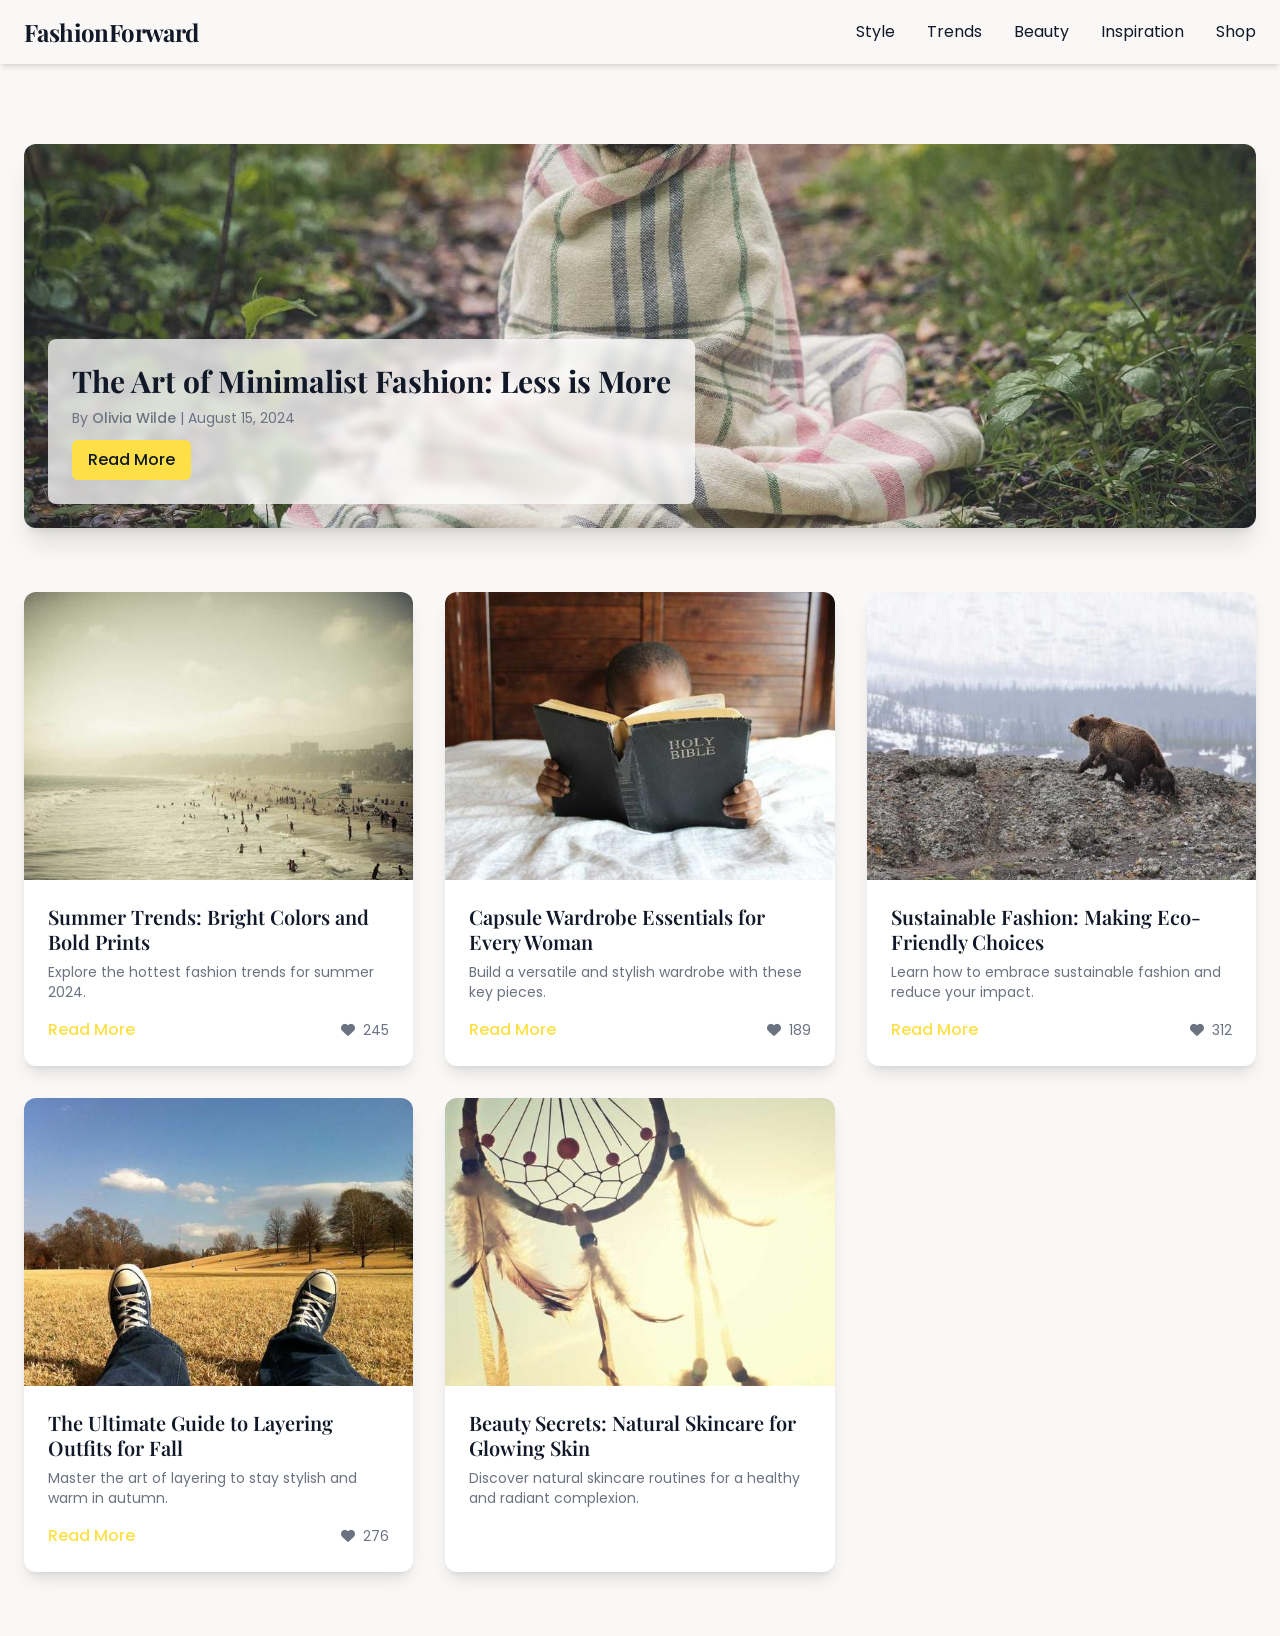 FashionForward
Style
Trends
Beauty
Inspiration
Shop
The Art of Minimalist Fashion: Less is More
By Olivia Wilde | August 15, 2024
Read More
HOLY
BIBLE
Summer Trends: Bright Colors and
Bold Prints
Explore the hottest fashion trends for summer
2024.
Read More
245
Capsule Wardrobe Essentials for
Every Woman
Build a versatile and stylish wardrobe with these
key pieces.
Read More
189
Sustainable Fashion: Making Eco-
Friendly Choices
Learn how to embrace sustainable fashion and
reduce your impact.
Read More
312
The Ultimate Guide to Layering
Outfits for Fall
Master the art of layering to stay stylish and
warm in autumn.
Read More
276
Beauty Secrets: Natural Skincare for
Glowing Skin
Discover natural skincare routines for a healthy
and radiant complexion.